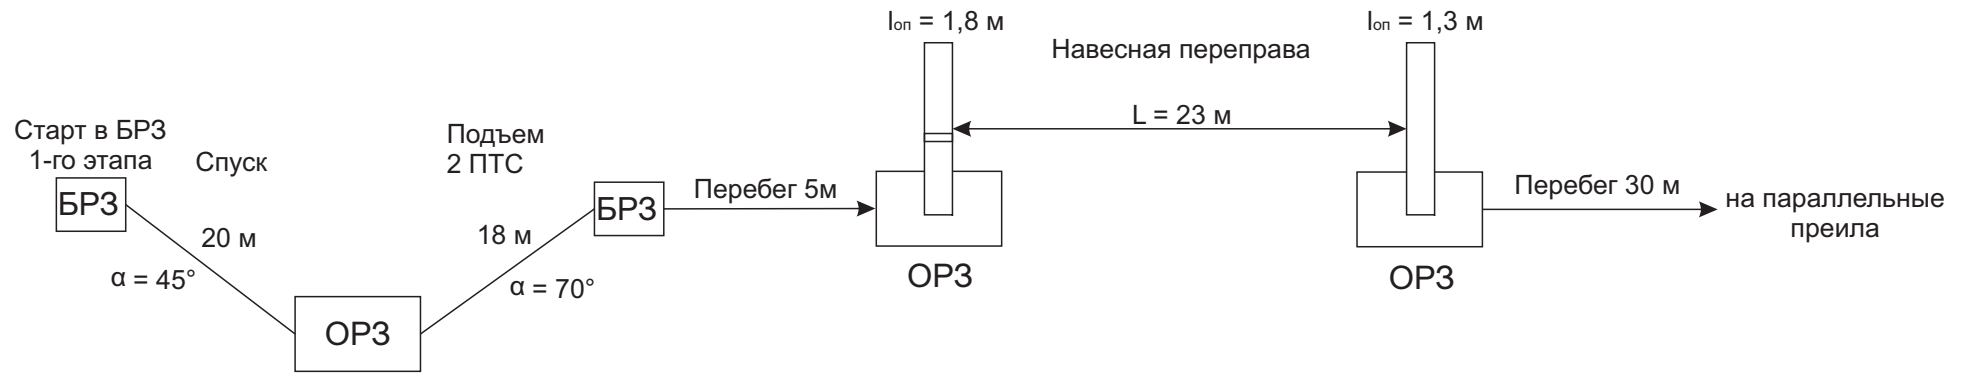 Старт в БРЗ
1-го этапа
БРЗ
Спуск
20 м
α = 45°
ОРЗ
Подъем
2 ПТС
18 м
α = 70°
БРЗ
Перебег 5м
lоп = 1,8 м
ОРЗ
Навесная переправа
L = 23 м
lоп = 1,3 м
ОРЗ
Перебег 30 м
на параллельные
преила